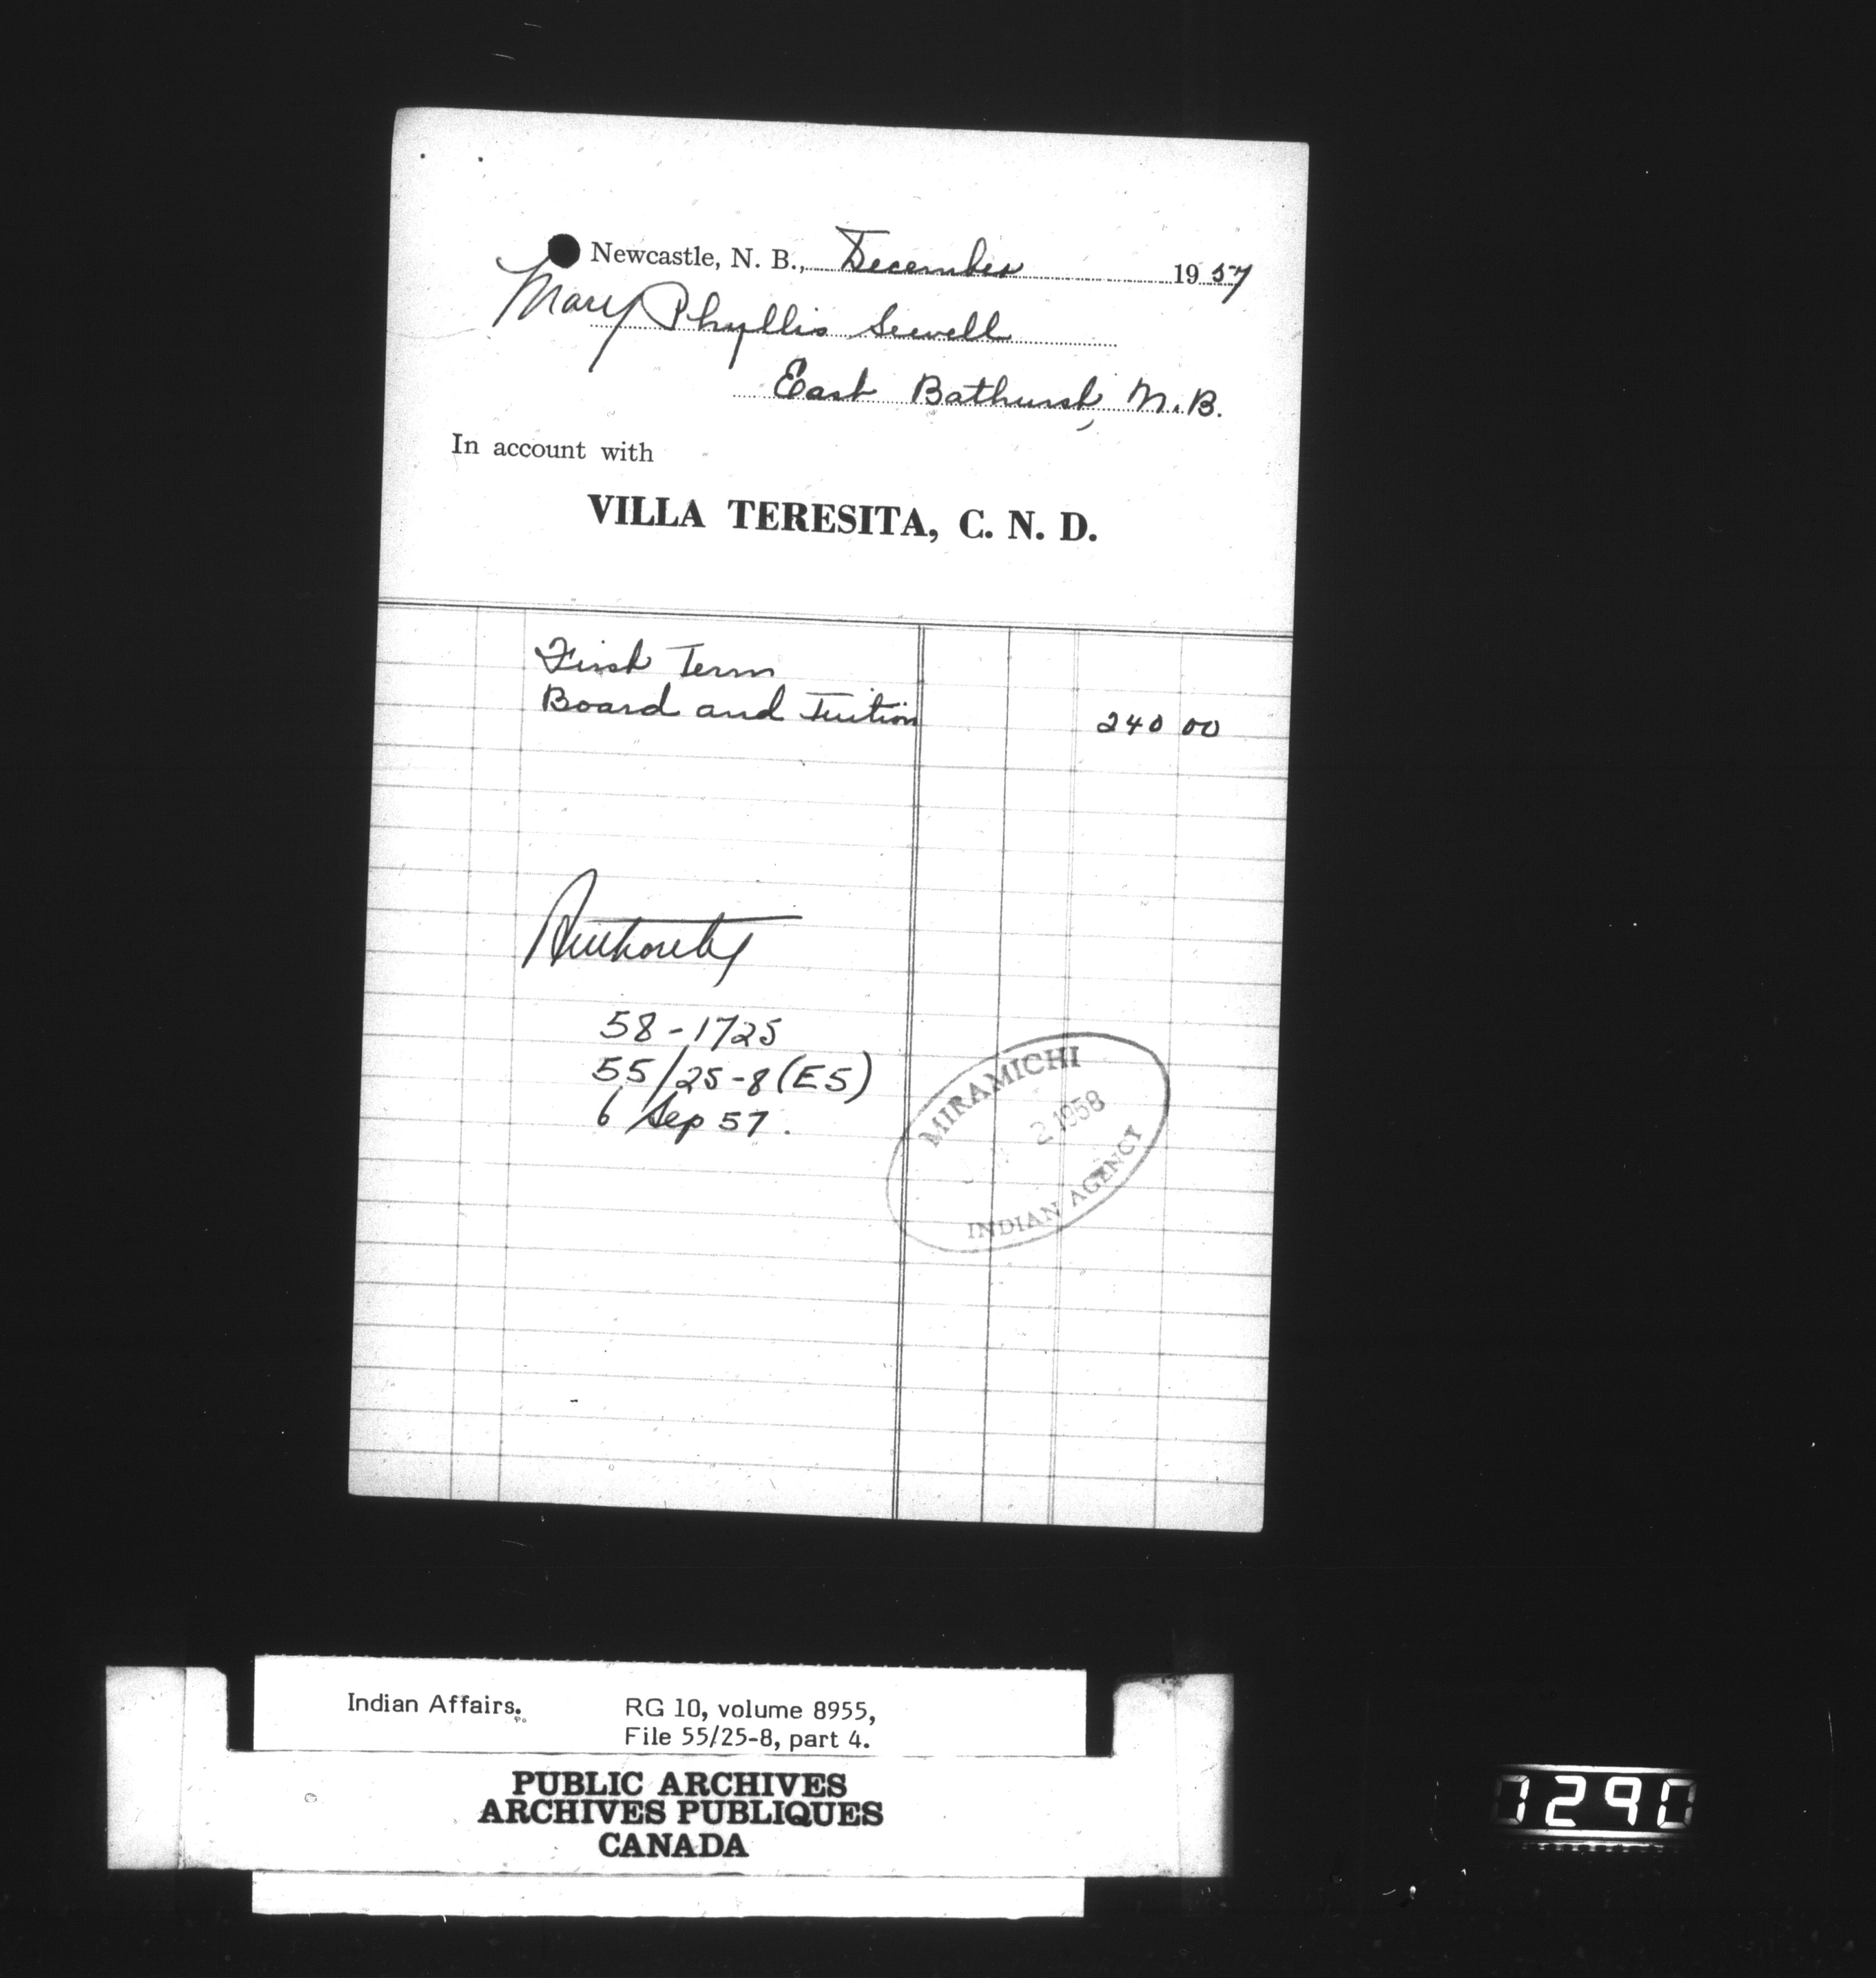 Newcastle, N. B., December 1957
Mary Phyllis Sewell
East Bathurst, N.B.
In account with
VILLA TERESITA, C. N. D.
First Term
Board and Tuition 240 00
Authority
58-1725
55/25-8 (E5)
6 Sep 57.
MIRAMICHI
2 1958
INDIAN AGENCY
Indian Affairs. RG 10, volume 8955,
File 55/25-8, part 4.
PUBLIC ARCHIVES
ARCHIVES PUBLIQUES
CANADA